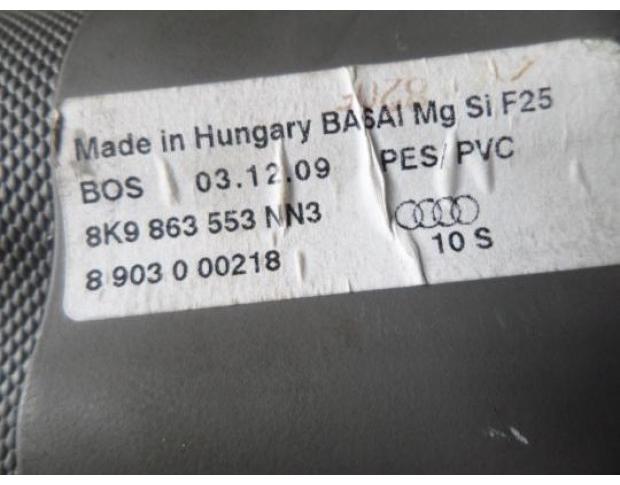 Made in Hungary BA6Al Mg Si F25
BOS 03.12.09 PES/PVC
8K9 863 553 NN3
10 S
8 903 0 00218